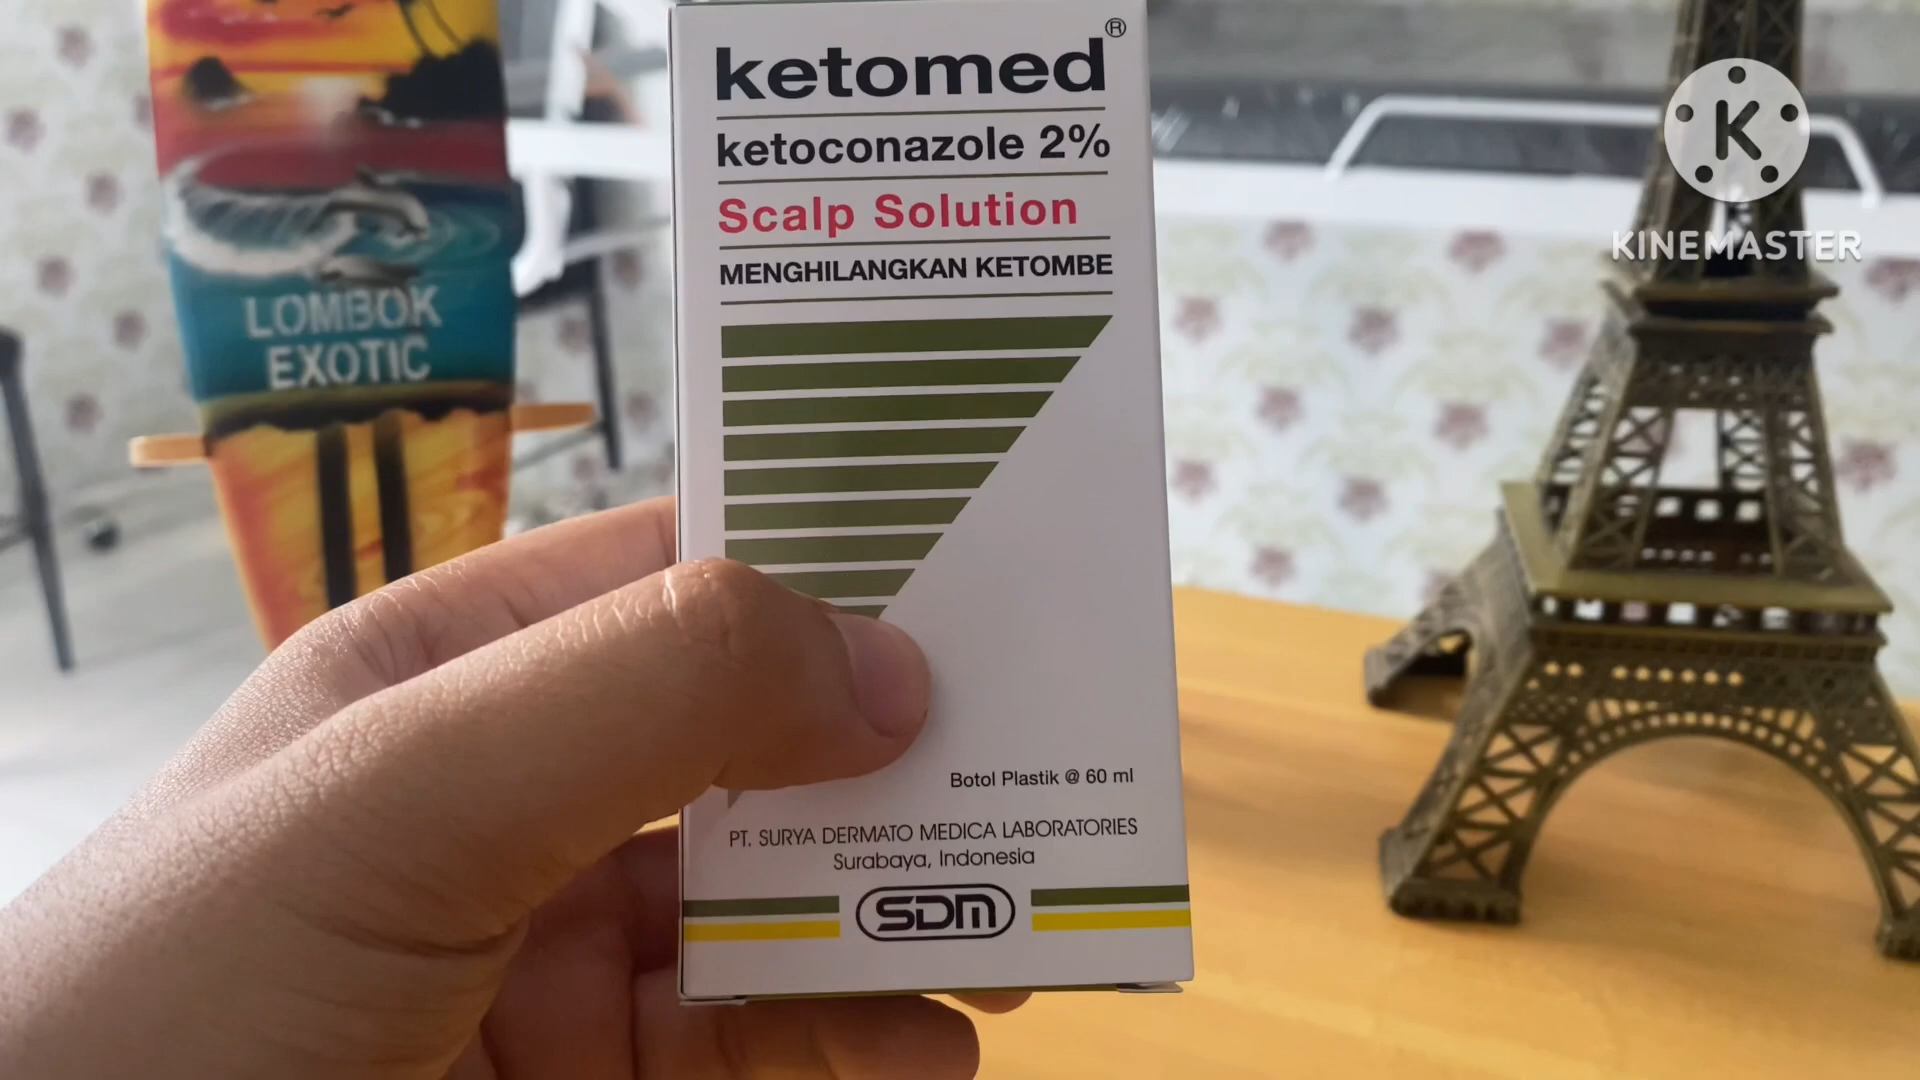 ketomed®
ketoconazole 2%
Scalp Solution
MENGHILANGKAN KETOMBE
Botol Plastik @ 60 ml
PT. SURYA DERMATO MEDICA LABORATORIES
Surabaya, Indonesia
SDM
LOMBOK
EXOTIC
K
KINEMASTER